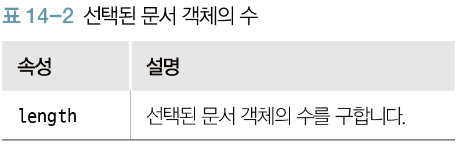 표 14-2 선택된 문서 객체의 수
속성 설명
length 선택된 문서 객체의 수를 구합니다.